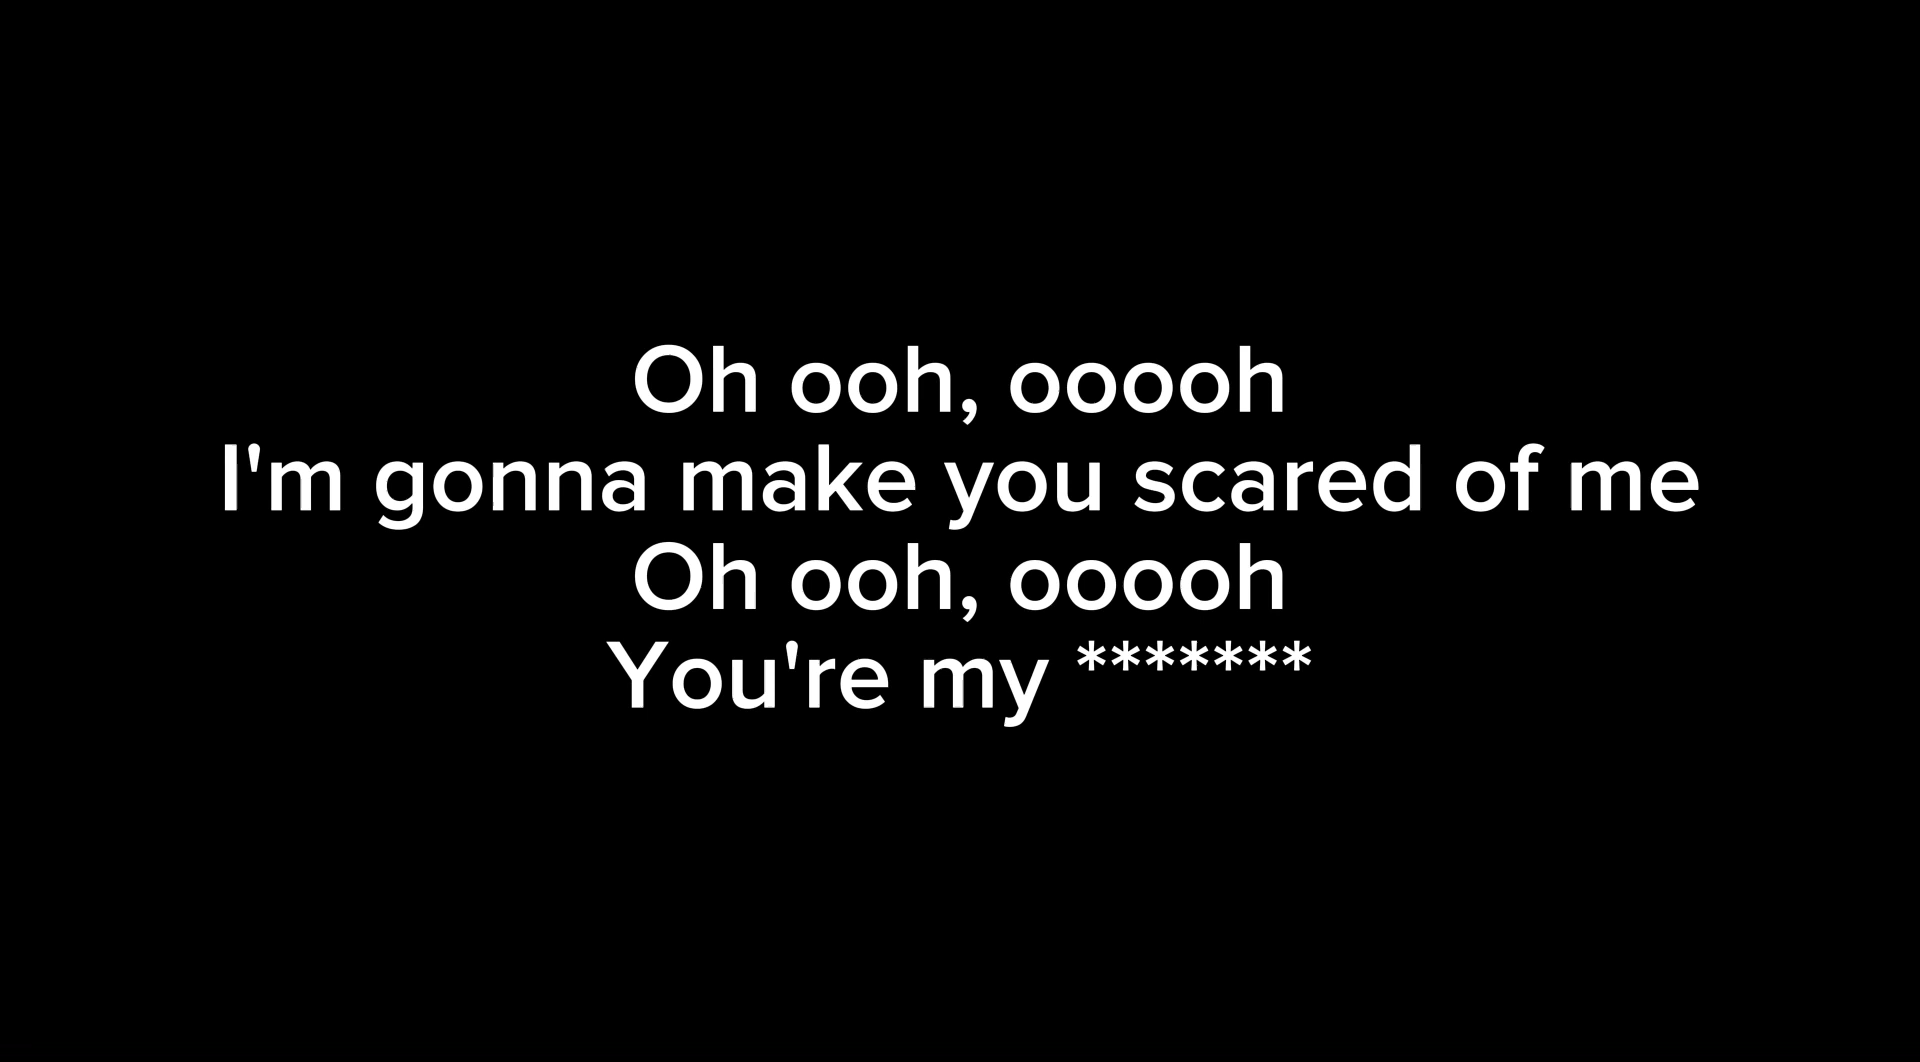 Oh ooh, ooooh
I'm gonna make you scared of me
Oh ooh, ooooh
You're my *******